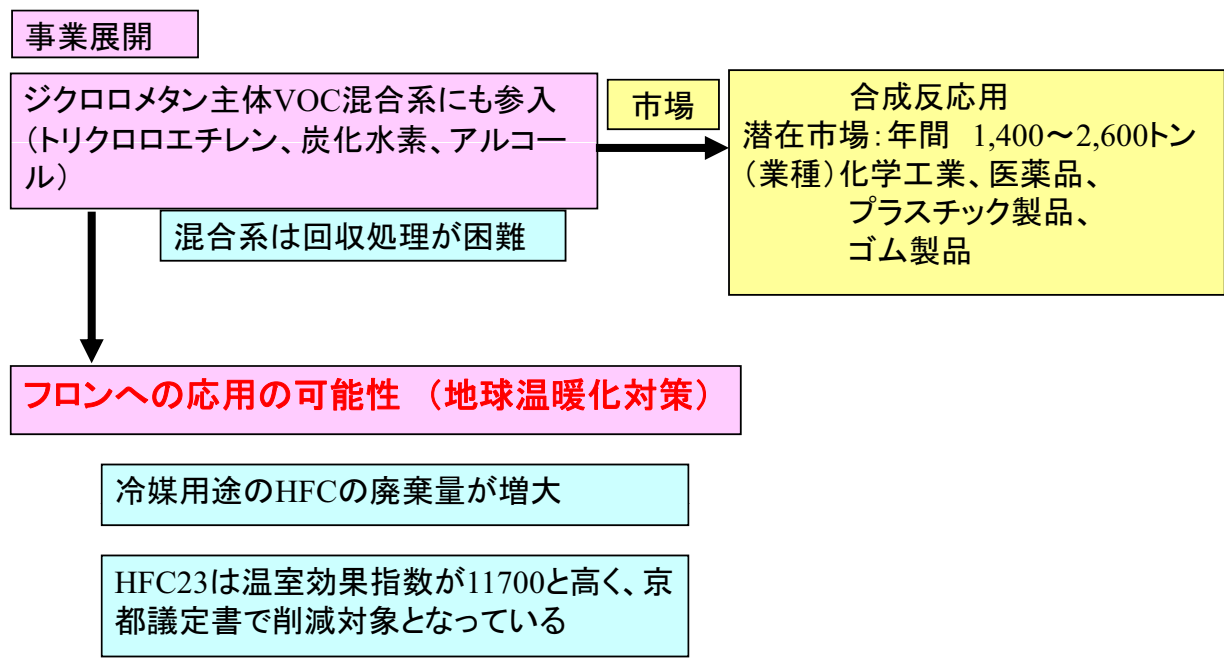 事業展開
ジクロロメタン主体VOC混合系にも参入
(トリクロロエチレン、炭化水素、アルコー
ル)
市場
合成反応用
潜在市場:年間 1,400～2,600トン
(業種)化学工業、医薬品、
プラスチック製品、
ゴム製品
混合系は回収処理が困難
フロンへの応用の可能性 (地球温暖化対策)
冷媒用途のHFCの廃棄量が増大
HFC23は温室効果指数が11700と高く、京
都議定書で削減対象となっている